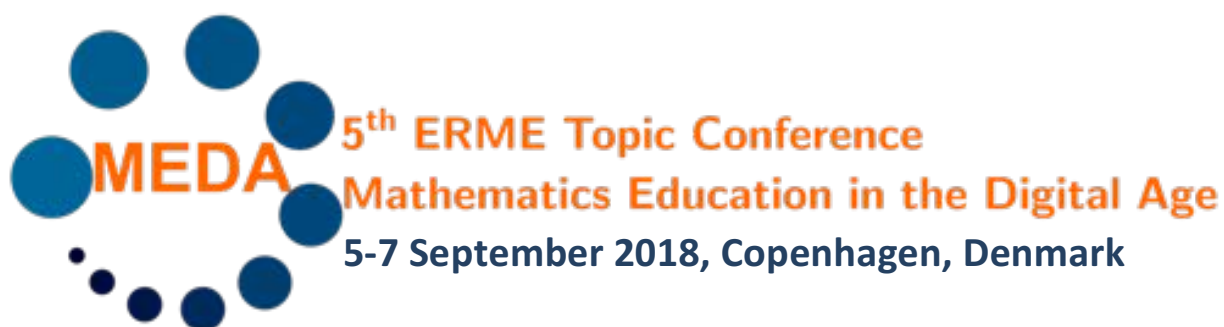 MEDA
5th ERME Topic Conference
Mathematics Education in the Digital Age
5-7 September 2018, Copenhagen, Denmark